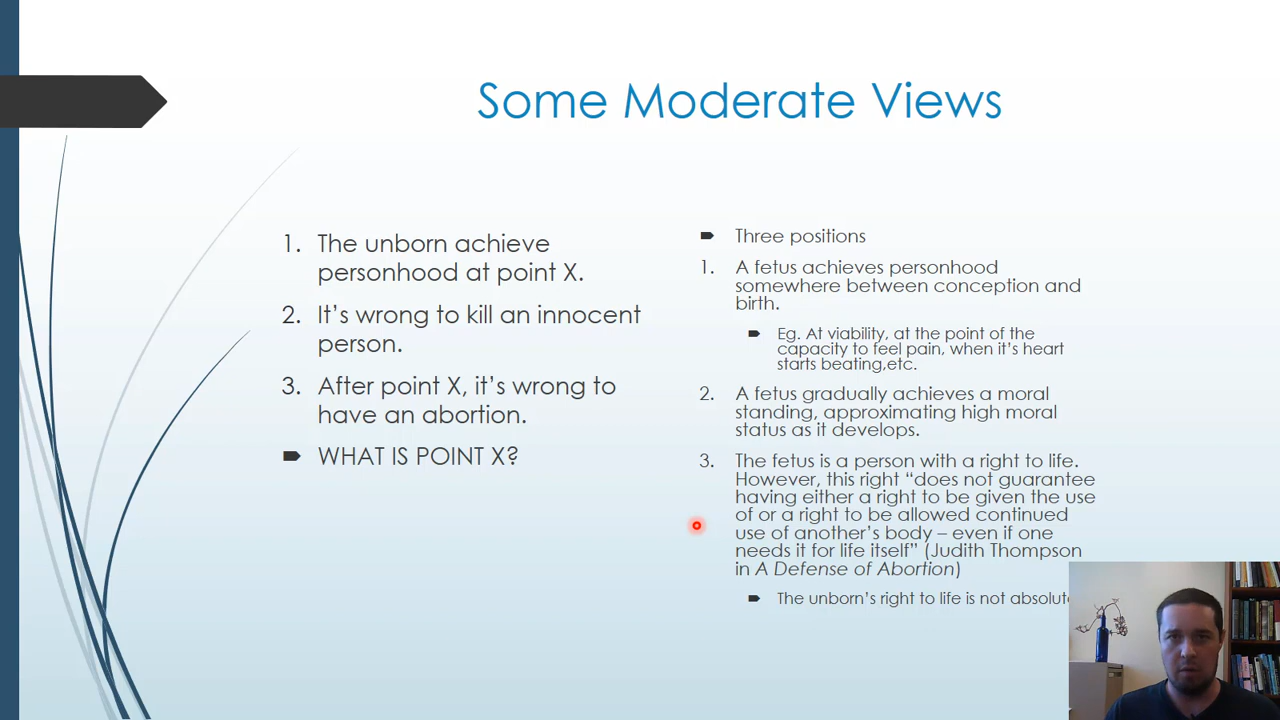 Some Moderate Views
1. The unborn achieve
personhood at point X.
2. It's wrong to kill an innocent
person.
3. After point X, it's wrong to
have an abortion.
WHAT IS POINT X?
Three positions
1. A fetus achieves personhood
somewhere between conception and
birth.
Eg. At viability, at the point of the
capacity to feel pain, when it's heart
starts beating,etc.
2. A fetus gradually achieves a moral
standing, approximating high moral
status as it develops.
3. The fetus is a person with a right to life.
However, this right “does not guarantee
having either a right to be given the use
of or a right to be allowed continued
use of another's body – even if one
needs it for life itself” (Judith Thompson
in A Defense of Abortion)
The unborn's right to life is not absolut